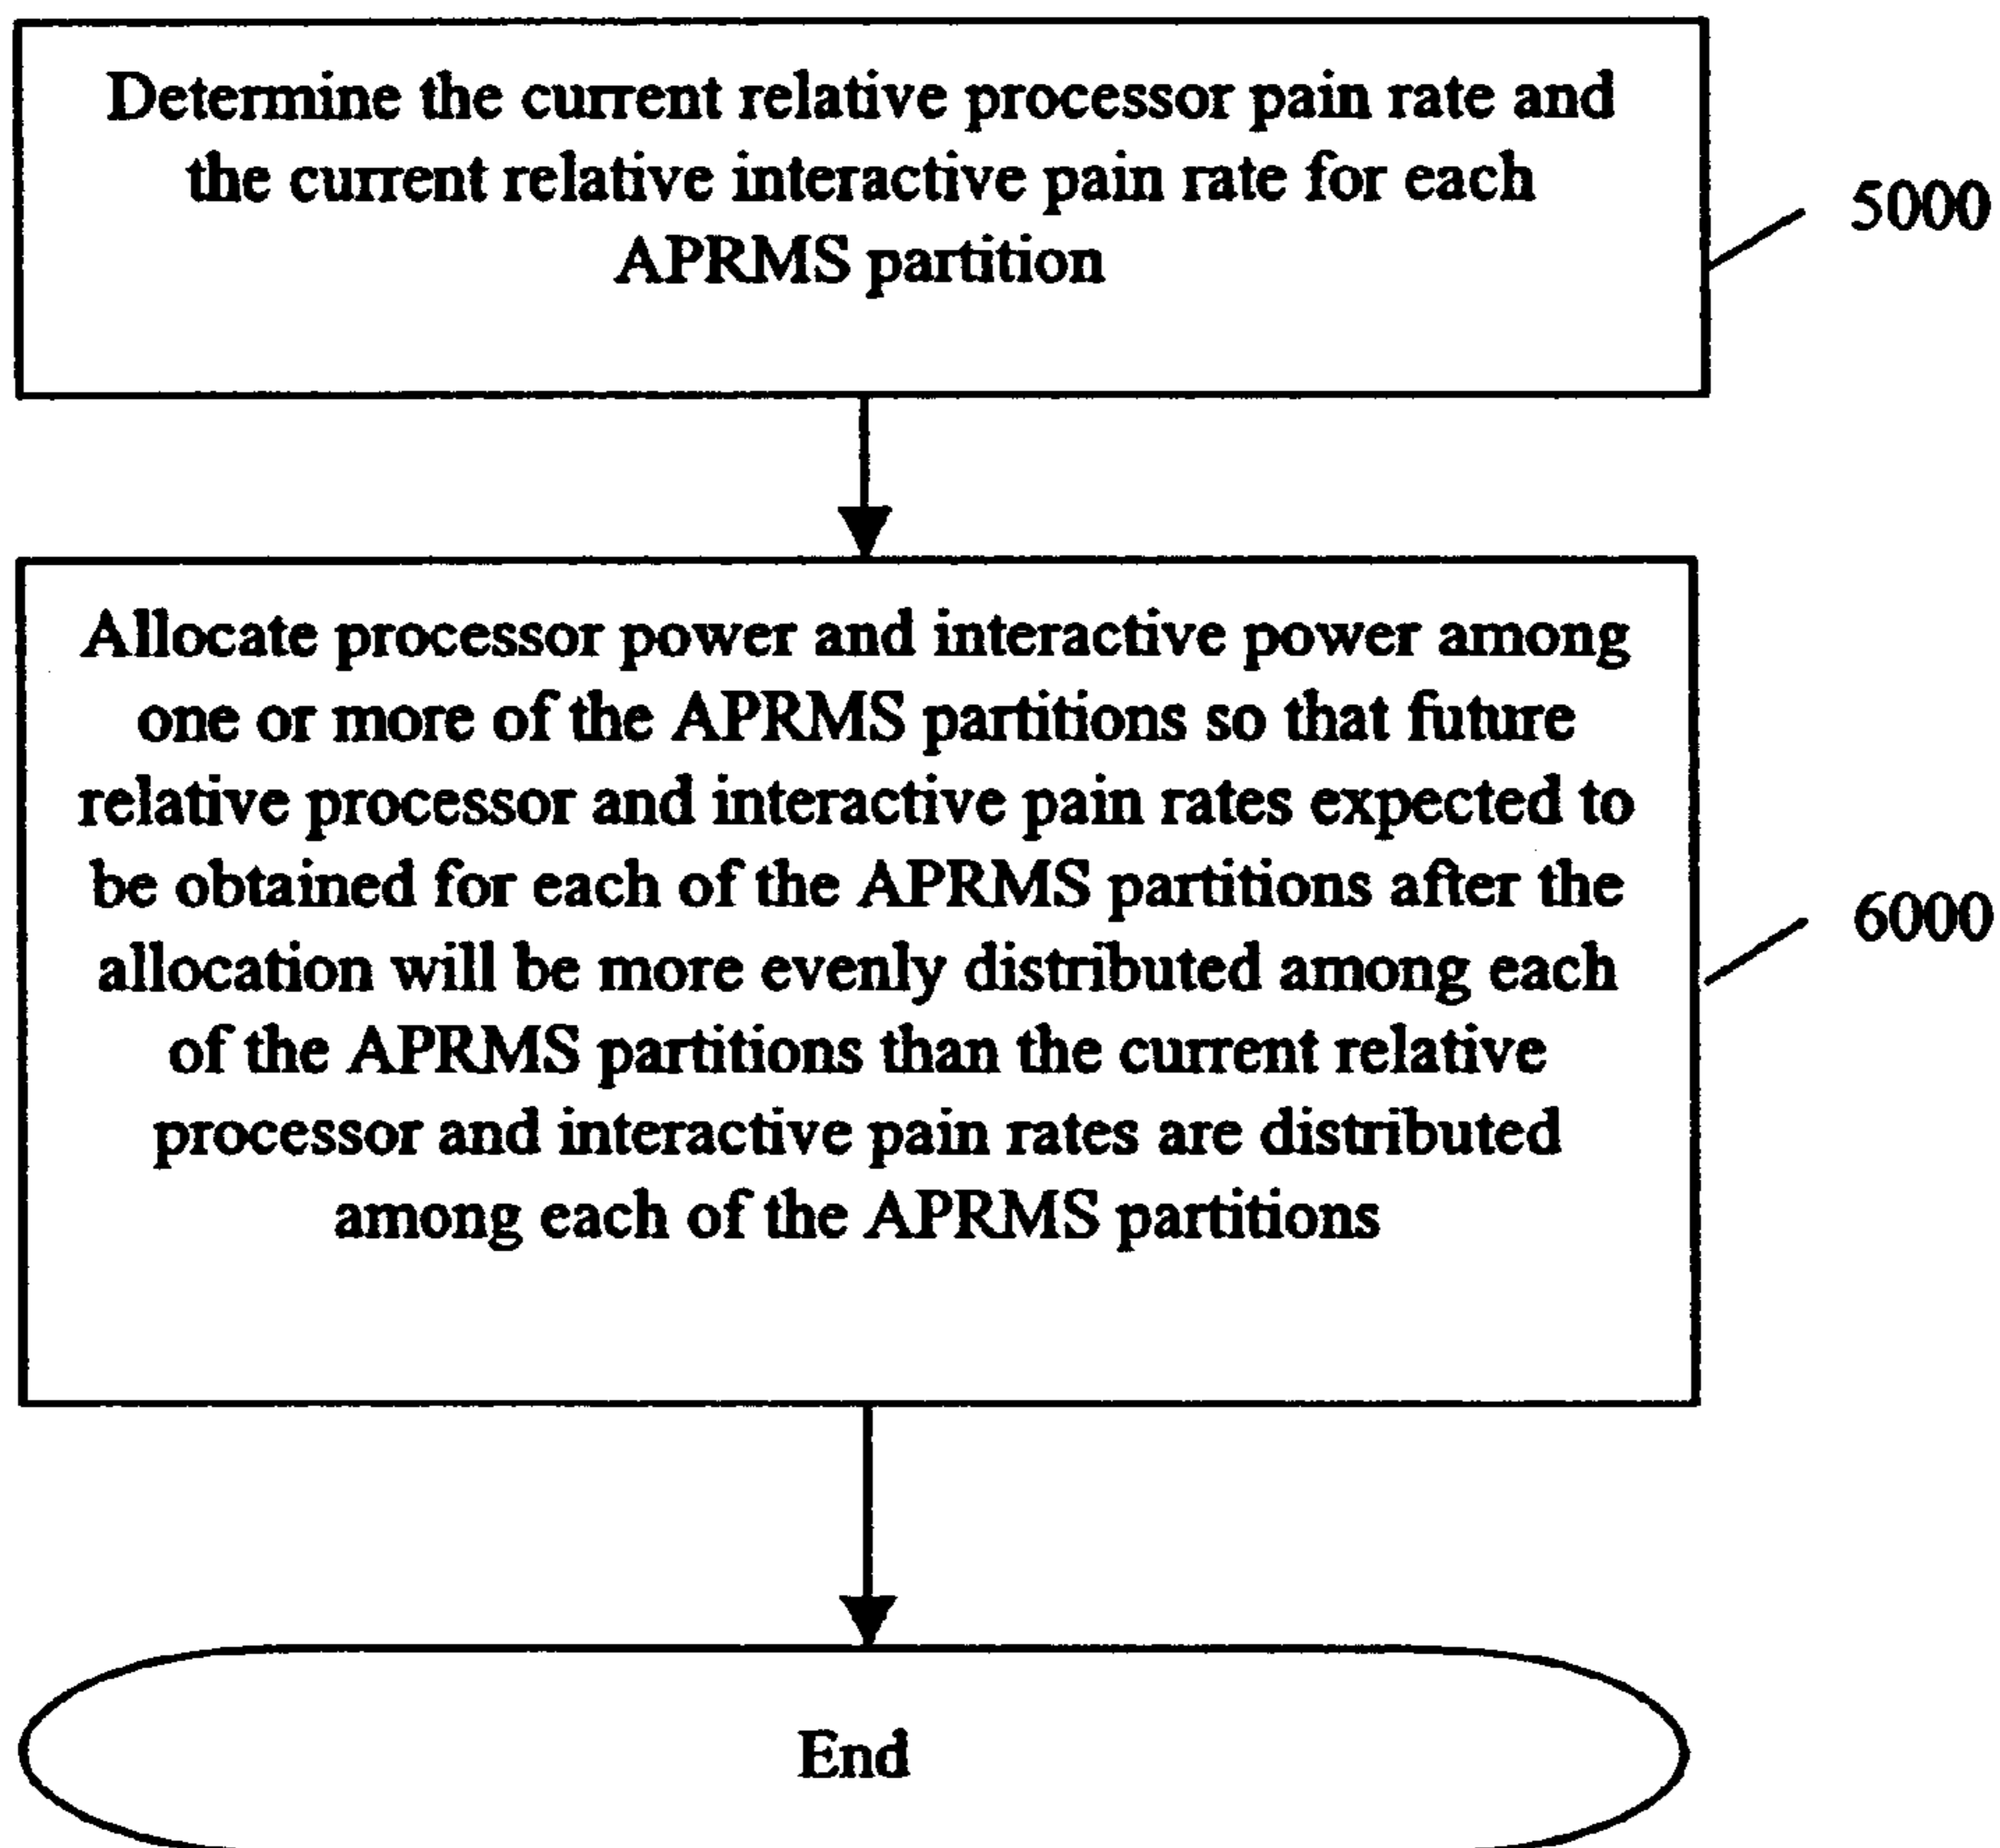 Determine the current relative processor pain rate and
the current relative interactive pain rate for each
APRMS partition
5000
Allocate processor power and interactive power among
one or more of the APRMS partitions so that future
relative processor and interactive pain rates expected to
be obtained for each of the APRMS partitions after the
allocation will be more evenly distributed among each
of the APRMS partitions than the current relative
processor and interactive pain rates are distributed
among each of the APRMS partitions
6000
End